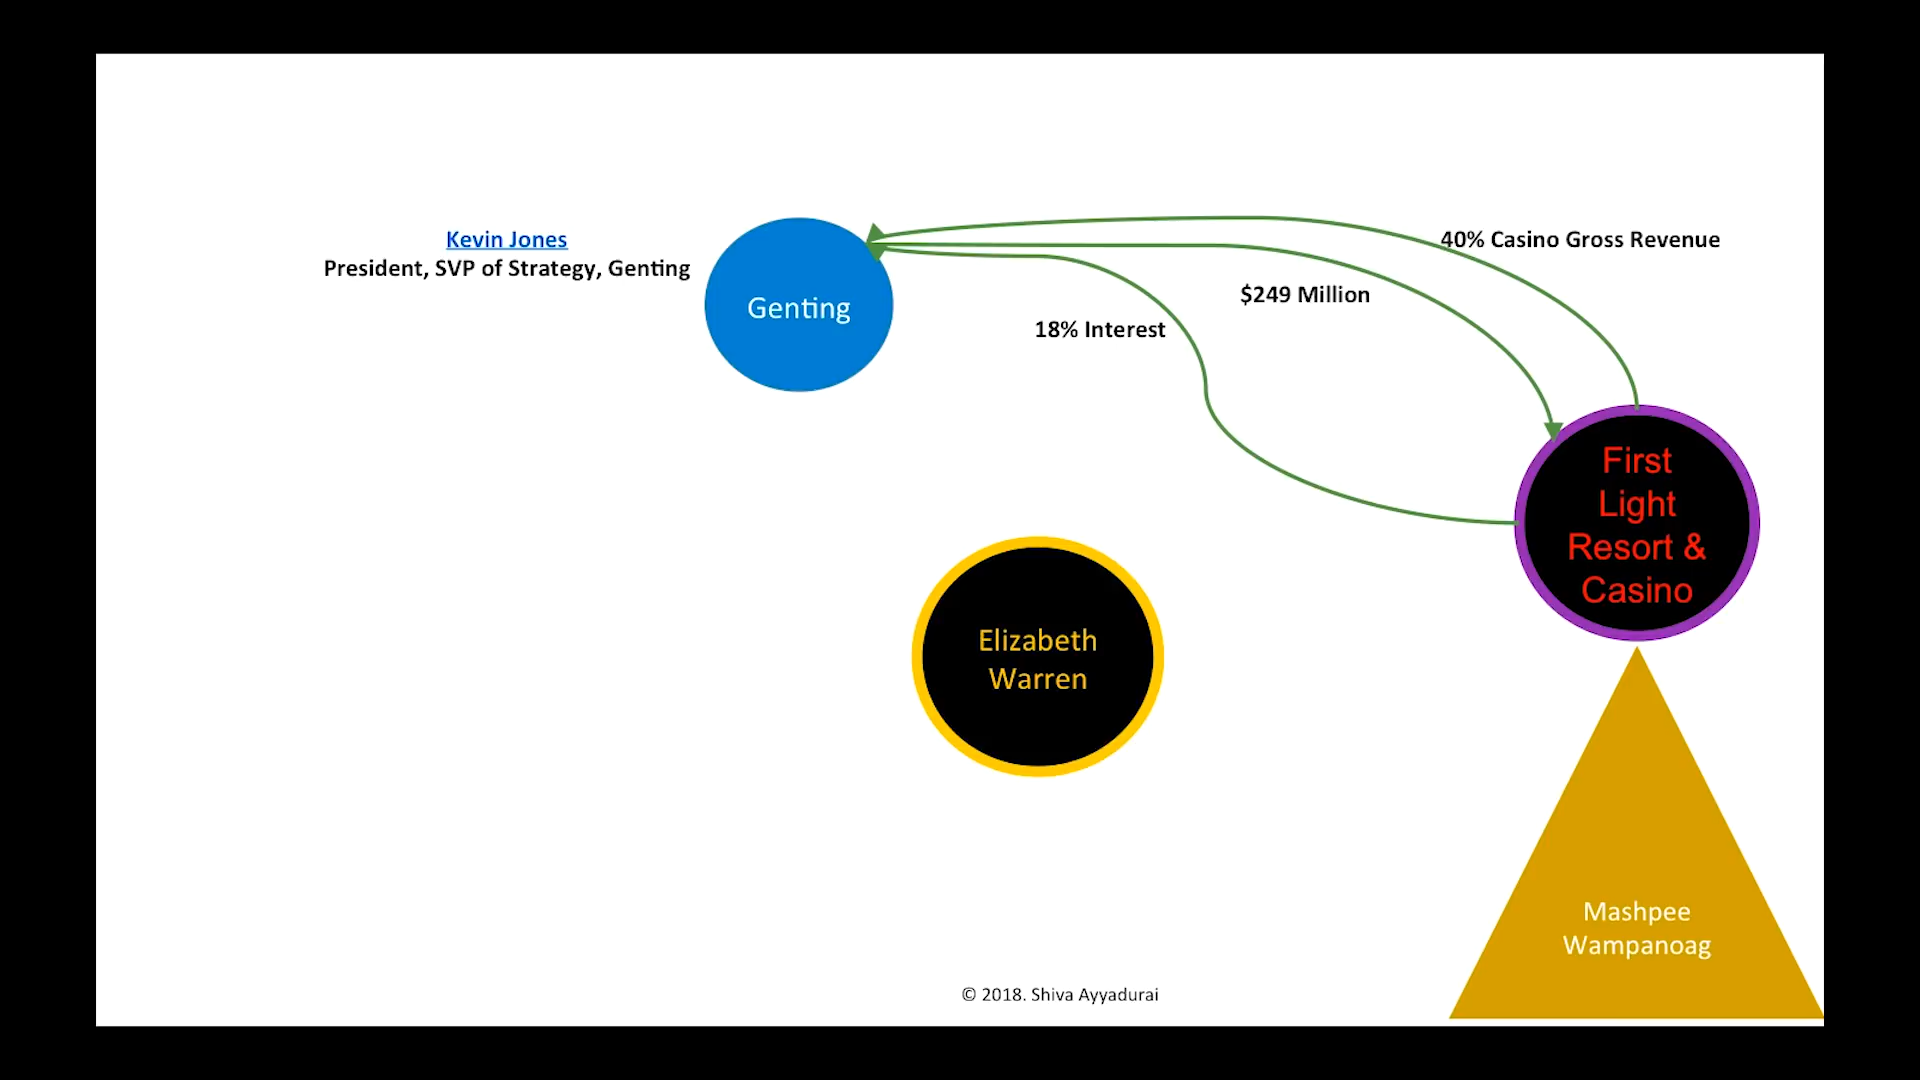 Kevin Jones
President, SVP of Strategy, Genting
Genting
40% Casino Gross Revenue
$249 Million
18% Interest
First
Light
Resort &
Casino
Elizabeth
Warren
Mashpee
Wampanoag
© 2018. Shiva Ayyadurai